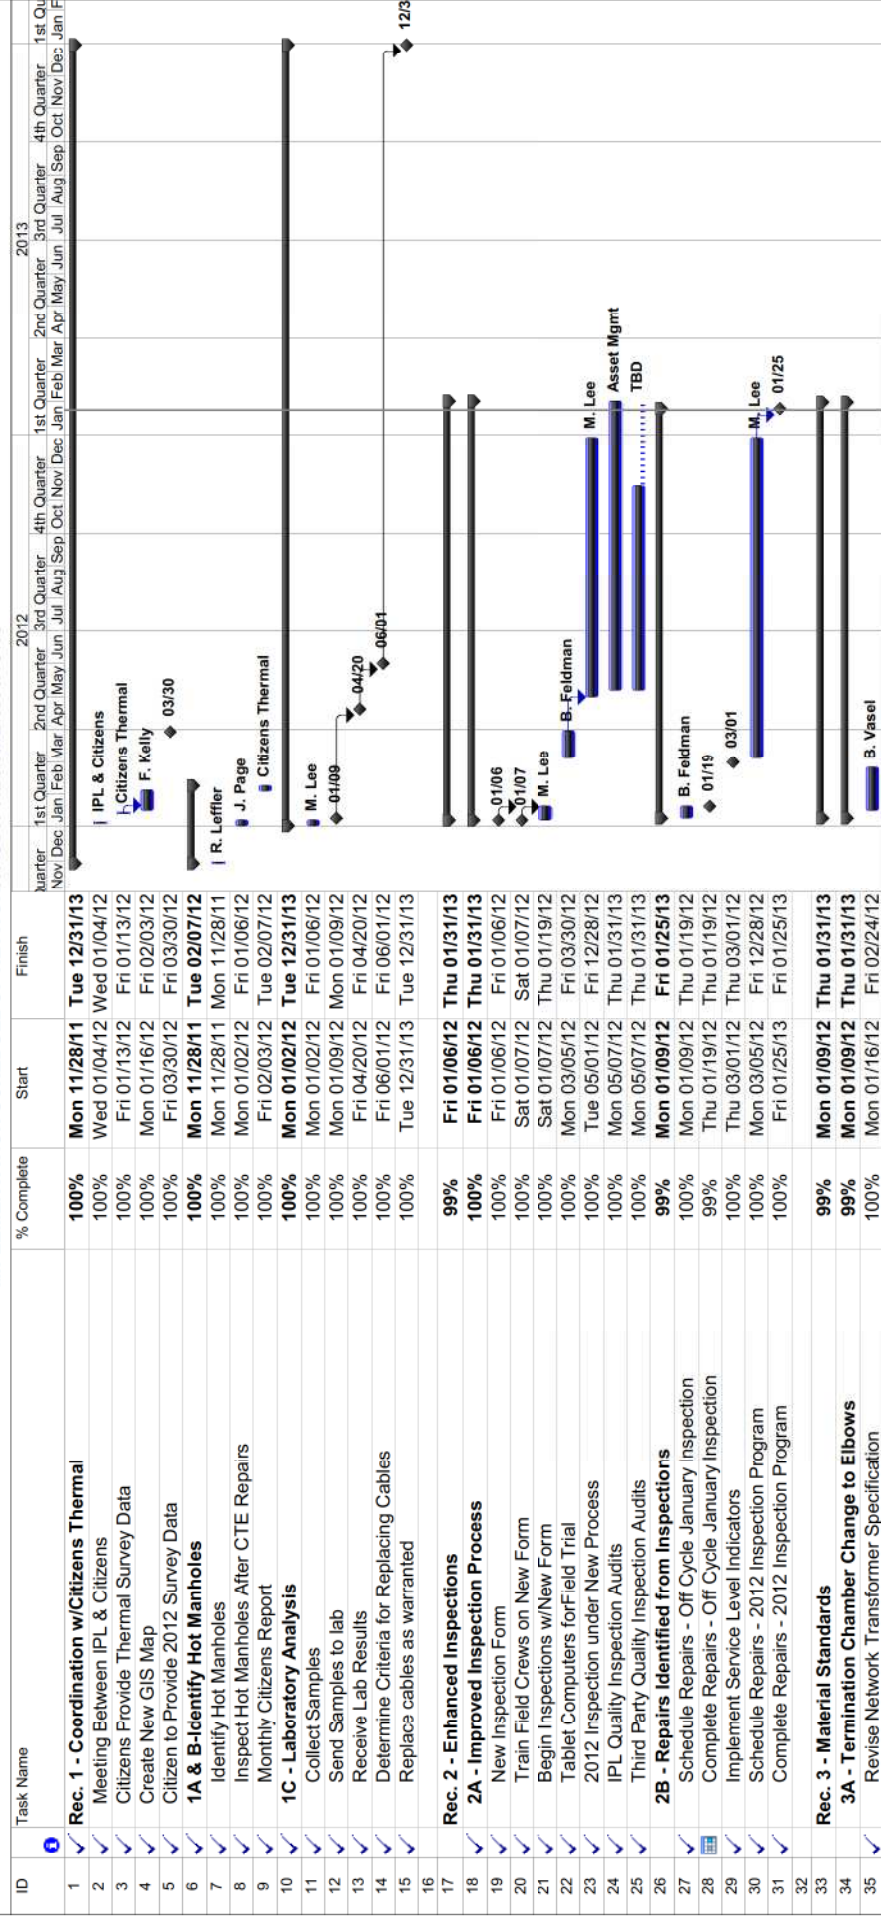 ID Task Name % Complete Start Finish
2012 2013
Quarter 1st Quarter 2nd Quarter 3rd Quarter 4th Quarter 1st Quarter 2nd Quarter 3rd Quarter 4th Quarter 1st Qu
Nov Dec Jan Feb Mar Apr May Jun Jul Aug Sep Oct Nov Dec Jan Feb Mar Apr May Jun Jul Aug Sep Oct Nov Dec Jan F
1 Rec. 1 - Coordination w/Citizens Thermal 100% Mon 11/28/11 Tue 12/31/13
2 Meeting Between IPL & Citizens 100% Wed 01/04/12 Wed 01/04/12 IPL & Citizens
3 Citizens Provide Thermal Survey Data 100% Fri 01/13/12 Fri 01/13/12 Citizens Thermal
4 Create New GIS Map 100% Mon 01/16/12 Fri 02/03/12 F. Kelly
5 Citizen to Provide 2012 Survey Data 100% Fri 03/30/12 Fri 03/30/12 03/30
6 1A & B-Identify Hot Manholes 100% Mon 11/28/11 Tue 02/07/12
7 Identify Hot Manholes 100% Mon 11/28/11 Mon 11/28/11 R. Leffler
8 Inspect Hot Manholes After CTE Repairs 100% Mon 01/02/12 Fri 01/06/12 J. Page
9 Monthly Citizens Report 100% Fri 02/03/12 Tue 02/07/12 Citizens Thermal
10 1C - Laboratory Analysis 100% Mon 01/02/12 Tue 12/31/13
11 Collect Samples 100% Mon 01/02/12 Fri 01/06/12 M. Lee
12 Send Samples to lab 100% Mon 01/09/12 Mon 01/09/12 01/09
13 Receive Lab Results 100% Fri 04/20/12 Fri 04/20/12 04/20
14 Determine Criteria for Replacing Cables 100% Fri 06/01/12 Fri 06/01/12 06/01
15 Replace cables as warranted 100% Tue 12/31/13 Tue 12/31/13 12/3
16
17 Rec. 2 - Enhanced Inspections 99% Fri 01/06/12 Thu 01/31/13
18 2A - Improved Inspection Process 100% Fri 01/06/12 Thu 01/31/13
19 New Inspection Form 100% Fri 01/06/12 Fri 01/06/12 01/06
20 Train Field Crews on New Form 100% Sat 01/07/12 Sat 01/07/12 01/07
21 Begin Inspections w/New Form 100% Sat 01/07/12 Thu 01/19/12 M. Lee
22 Tablet Computers forField Trial 100% Mon 03/05/12 Fri 03/30/12 B. Feldman
23 2012 Inspection under New Process 100% Tue 05/01/12 Fri 12/28/12 M. Lee
24 IPL Quality Inspection Audits 100% Mon 05/07/12 Thu 01/31/13 Asset Mgmt
25 Third Party Quality Inspection Audits 100% Mon 05/07/12 Thu 01/31/13 TBD
26 2B - Repairs Identified from Inspections 99% Mon 01/09/12 Fri 01/25/13
27 Schedule Repairs - Off Cycle January Inspection 100% Mon 01/09/12 Thu 01/19/12 B. Feldman
28 Complete Repairs - Off Cycle January Inspection 99% Thu 01/19/12 Thu 01/19/12 01/19
29 Implement Service Level Indicators 100% Thu 03/01/12 Thu 03/01/12 03/01
30 Schedule Repairs - 2012 Inspection Program 100% Mon 03/05/12 Fri 12/28/12 M. Lee
31 Complete Repairs - 2012 Inspection Program 100% Fri 01/25/13 Fri 01/25/13 01/25
32
33 Rec. 3 - Material Standards 99% Mon 01/09/12 Thu 01/31/13
34 3A - Termination Chamber Change to Elbows 99% Mon 01/09/12 Thu 01/31/13
35 Revise Network Transformer Specification 100% Mon 01/16/12 Fri 02/24/12 B. Vasel